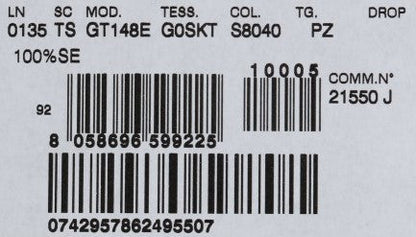 LN SC MOD. TESS. COL. TG. DROP
0135 TS GT148E G0SKT S8040 PZ
100%SE
10005
COMM.N°
92
21550 J
8 058696 599225
0742957862495507